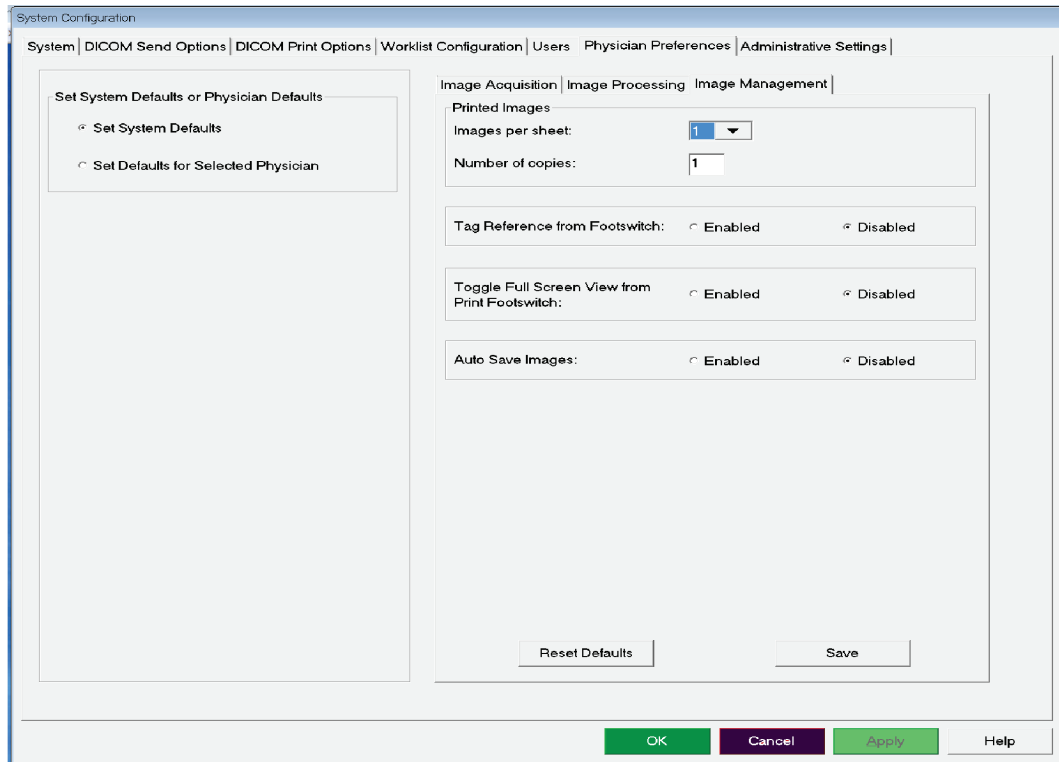 System Configuration
System DICOM Send Options DICOM Print Options Worklist Configuration Users Physician Preferences Administrative Settings
Set System Defaults or Physician Defaults
Set System Defaults
Set Defaults for Selected Physician
Image Acquisition Image Processing Image Management
Printed Images
Images per sheet: 1
Number of copies: 1
Tag Reference from Footswitch: Enabled Disabled
Toggle Full Screen View from
Print Footswitch: Enabled Disabled
Auto Save Images: Enabled Disabled
Reset Defaults Save
OK Cancel Apply Help